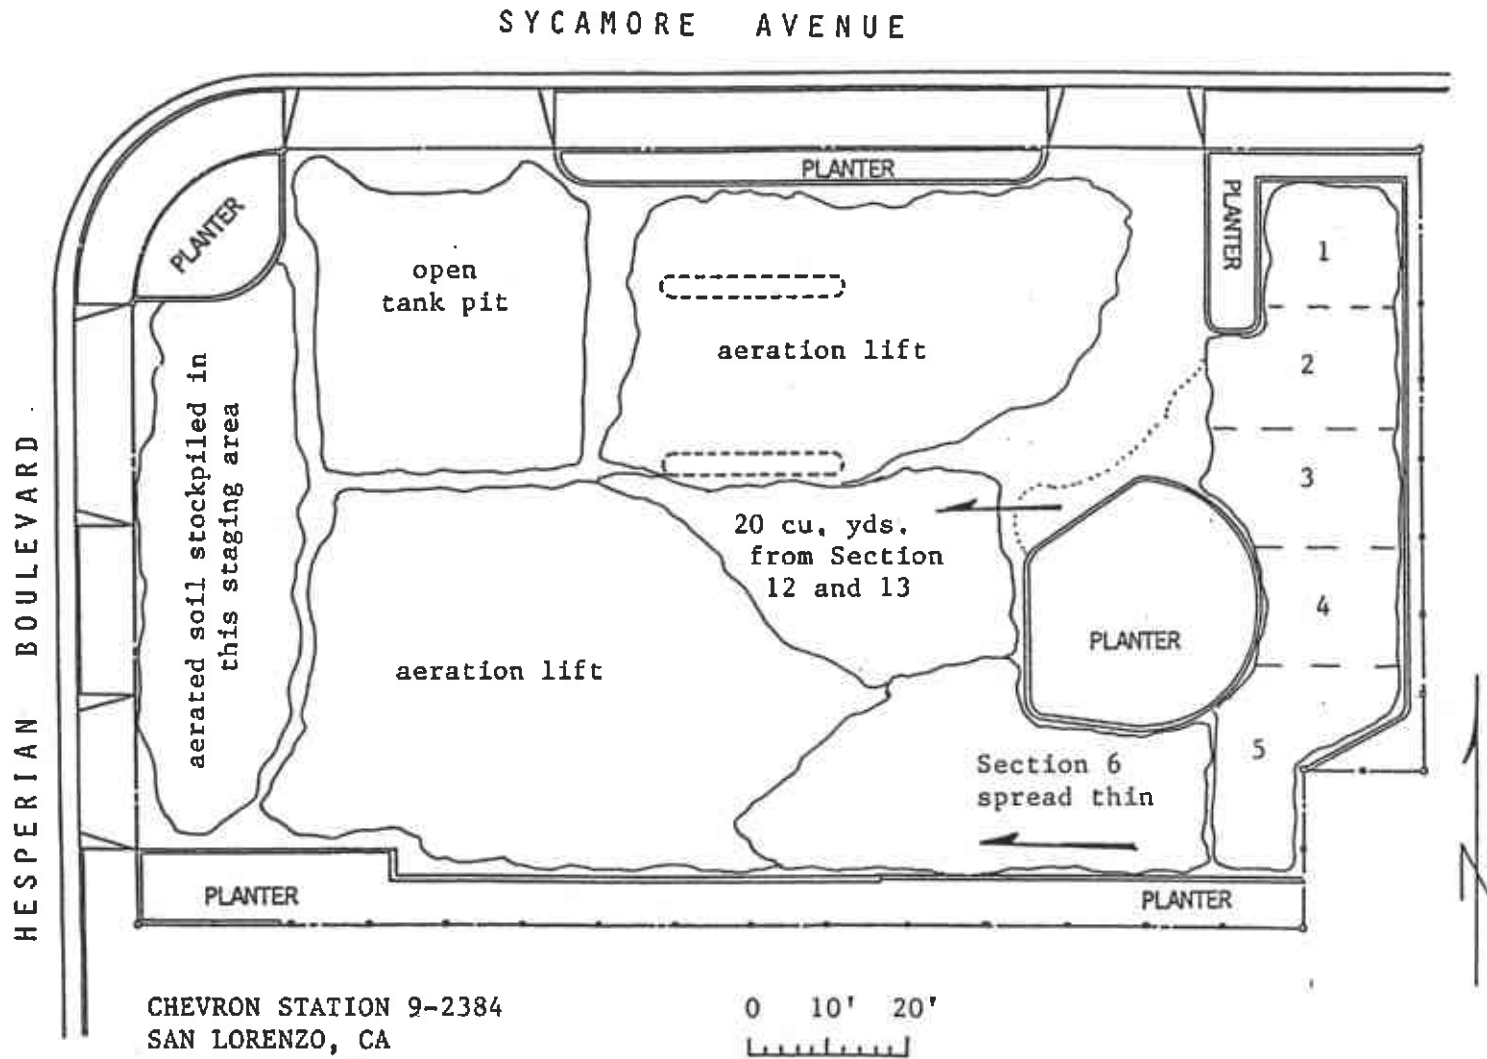 SYCAMORE AVENUE
PLANTER
PLANTER
PLANTER
open
tank pit
aeration lift
1
2
3
4
5
aerated soil stockpiled in
this staging area
20 cu. yds.
from Section
12 and 13
PLANTER
aeration lift
Section 6
spread thin
PLANTER
PLANTER
HESPERIAN BOULEVARD
N
CHEVRON STATION 9-2384
SAN LORENZO, CA
0 10' 20'